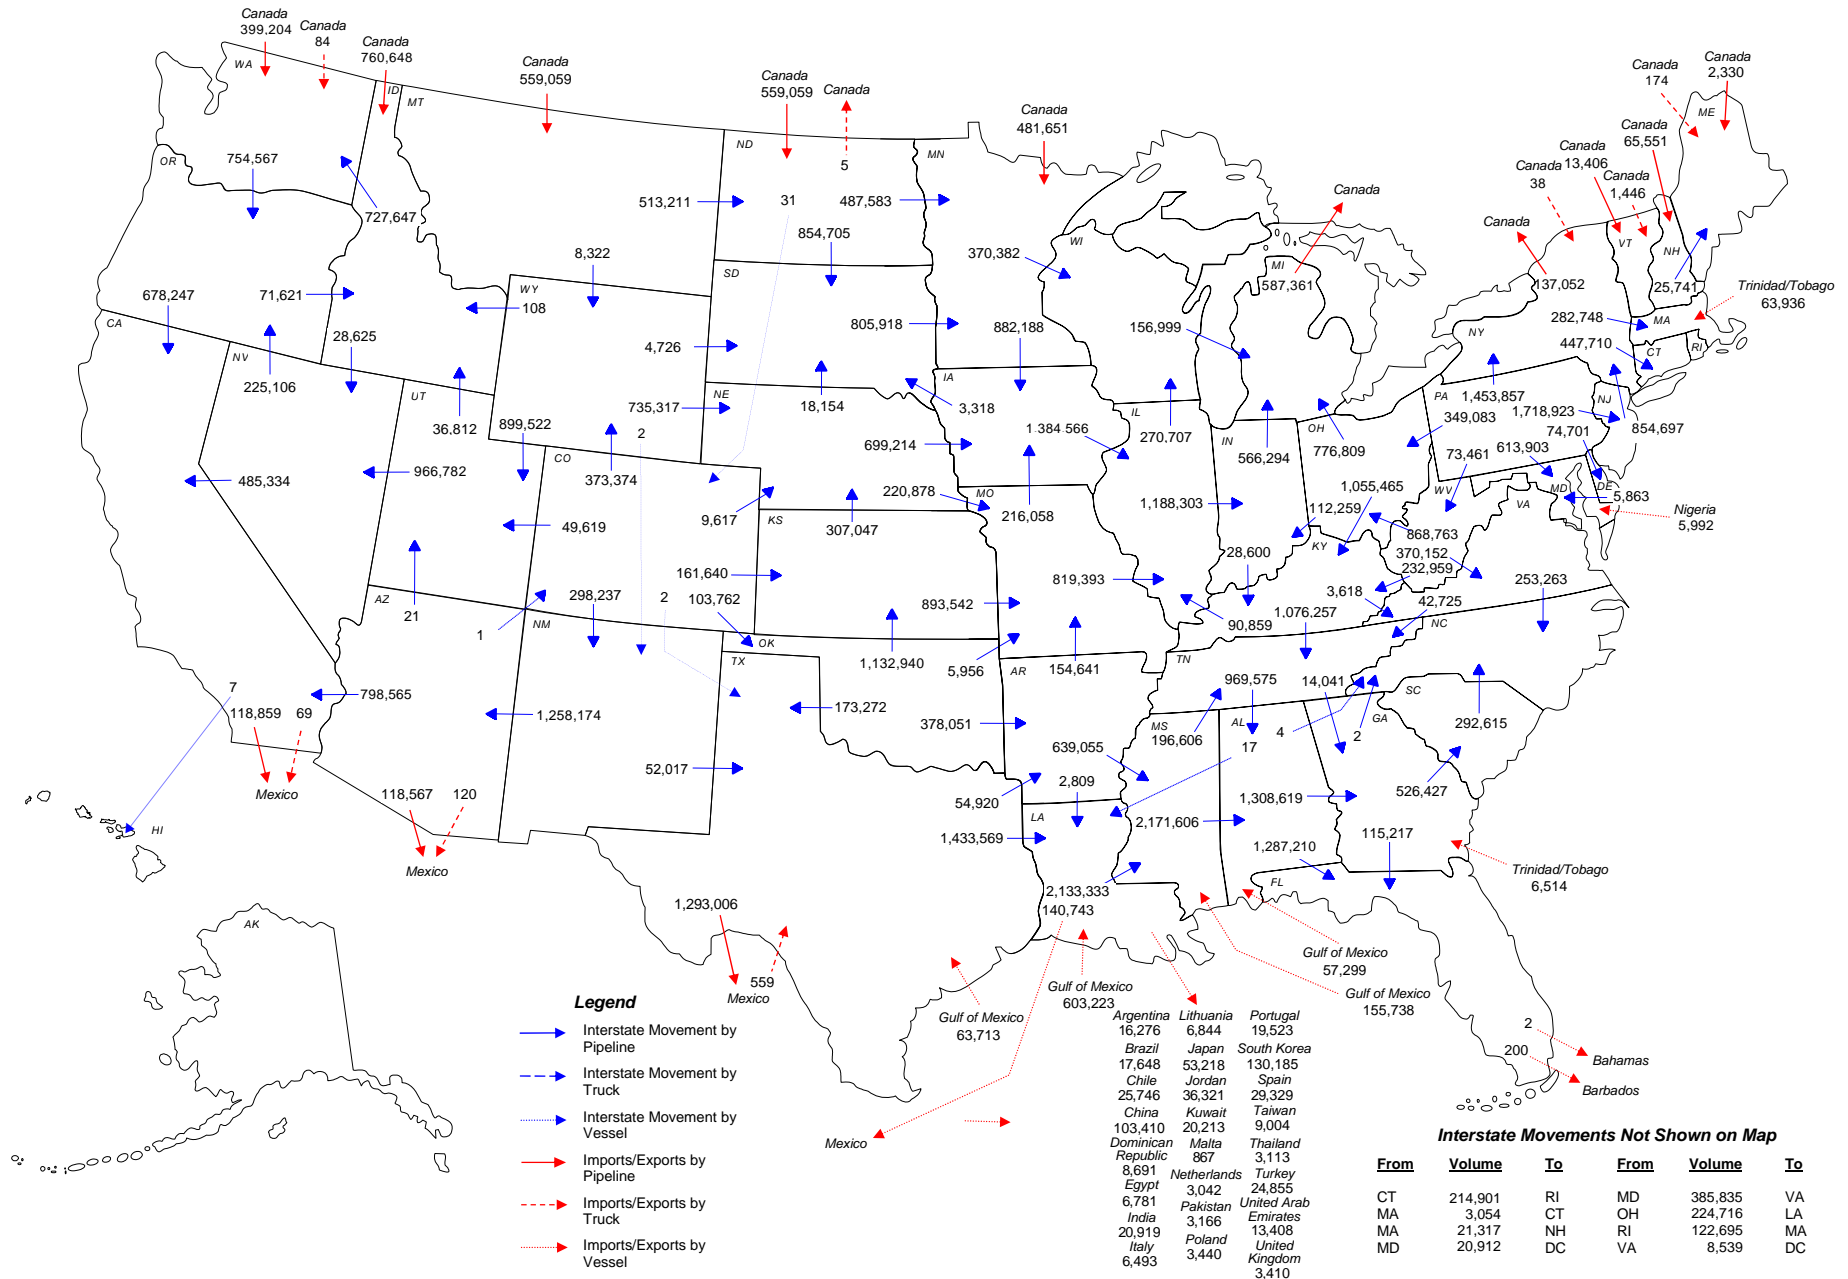 Canada
399,204
Canada
84
Canada
760,648
Canada
559,059
Canada
559,059
Canada
5
Canada
481,651
Canada
174
Canada
2,330
Canada
65,551
Canada
13,406
Canada
38
Canada
1,446
Canada
137,052
Canada
587,361
WA
ID
MT
ND
MN
ME
OR
754,567
727,647
513,211
31
487,583
854,705
370,382
WI
MI
VT
NH
8,322
SD
WY
108
678,247
71,621
28,625
225,106
CA
NV
25,741
Trinidad/Tobago
63,936
282,748
MA
NY
447,710
CT
RI
805,918
882,188
156,999
4,726
NE
735,317
18,154
3,318
IA
IL
270,707
IN
566,294
OH
776,809
PA
1,453,857
349,083
1,718,923
NJ
74,701
854,697
UT
36,812
899,522
2
373,374
CO
699,214
1.384 566
613,903
73,461
485,334
966,782
49,619
9,617
KS
307,047
220,878
MO
216,058
1,188,303
1,055,465
112,259
WV
MD
DE
5,863
VA
Nigeria
5,992
868,763
370,152
232,959
KY
28,600
253,263
161,640
103,762
298,237
2
893,542
819,393
3,618
42,725
AZ
21
1
NM
OK
TX
1,132,940
5,956
AR
154,641
90,859
1.076,257
TN
NC
7
118,859
69
798,565
1,258,174
173,272
378,051
969,575
14,041
SC
GA
292,615
MS
196,606
AL
17
4
2
639,055
2,809
526,427
52,017
54,920
1,308,619
Mexico
118,567
120
Mexico
HI
LA
1,433,569
2,171,606
1,287,210
115,217
FL
Trinidad/Tobago
6,514
2,133,333
140,743
1,293,006
559
Mexico
AK
Gulf of Mexico
63,713
Gulf of Mexico
603,223
Gulf of Mexico
57,299
Gulf of Mexico
155,738
2
Bahamas
200
Barbados
Mexico
Legend
Interstate Movement by
Pipeline
Interstate Movement by
Truck
Interstate Movement by
Vessel
Imports/Exports by
Pipeline
Imports/Exports by
Truck
Imports/Exports by
Vessel
Argentina
16,276
Brazil
17,648
Chile
25,746
China
103,410
Dominican
Republic
8,691
Egypt
6,781
India
20,919
Italy
6,493
Lithuania
6,844
Japan
53,218
Jordan
36,321
Kuwait
20,213
Malta
867
Netherlands
3,042
Pakistan
3,166
Poland
3,440
Portugal
19,523
South Korea
130,185
Spain
29,329
Taiwan
9,004
Thailand
3,113
Turkey
24,855
United Arab
Emirates
13,408
United
Kingdom
3,410
Interstate Movements Not Shown on Map
From Volume To From Volume To
CT 214,901 RI MD 385,835 VA
MA 3,054 CT OH 224,716 LA
MA 21,317 NH RI 122,695 MA
MD 20,912 DC VA 8,539 DC